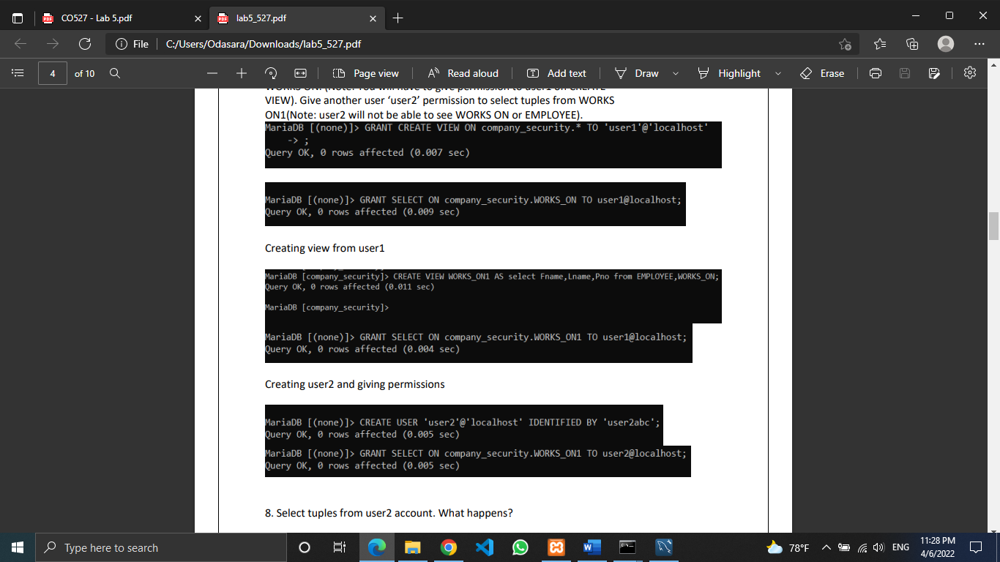 CO527 - Lab 5.pdf
lab5_527.pdf
File
C:/Users/Odasara/Downloads/lab5_527.pdf
4 of 10
Page view
Read aloud
Add text
Draw
Highlight
Erase
VIEW). Give another user ‘user2’ permission to select tuples from WORKS
ON1(Note: user2 will not be able to see WORKS ON or EMPLOYEE).
MariaDB [(none)]> GRANT CREATE VIEW ON company_security.* TO 'user1'@'localhost'
-> ;
Query OK, 0 rows affected (0.007 sec)
MariaDB [(none)]> GRANT SELECT ON company_security.WORKS_ON TO user1@localhost;
Query OK, 0 rows affected (0.009 sec)
Creating view from user1
MariaDB [company_security]> CREATE VIEW WORKS_ON1 AS select Fname,Lname,Pno from EMPLOYEE,WORKS_ON;
Query OK, 0 rows affected (0.011 sec)
MariaDB [company_security]>
MariaDB [(none)]> GRANT SELECT ON company_security.WORKS_ON1 TO user1@localhost;
Query OK, 0 rows affected (0.004 sec)
Creating user2 and giving permissions
MariaDB [(none)]> CREATE USER 'user2'@'localhost' IDENTIFIED BY 'user2abc';
Query OK, 0 rows affected (0.005 sec)
MariaDB [(none)]> GRANT SELECT ON company_security.WORKS_ON1 TO user2@localhost;
Query OK, 0 rows affected (0.005 sec)
8. Select tuples from user2 account. What happens?
Type here to search
78°F
ENG
11:28 PM
4/6/2022